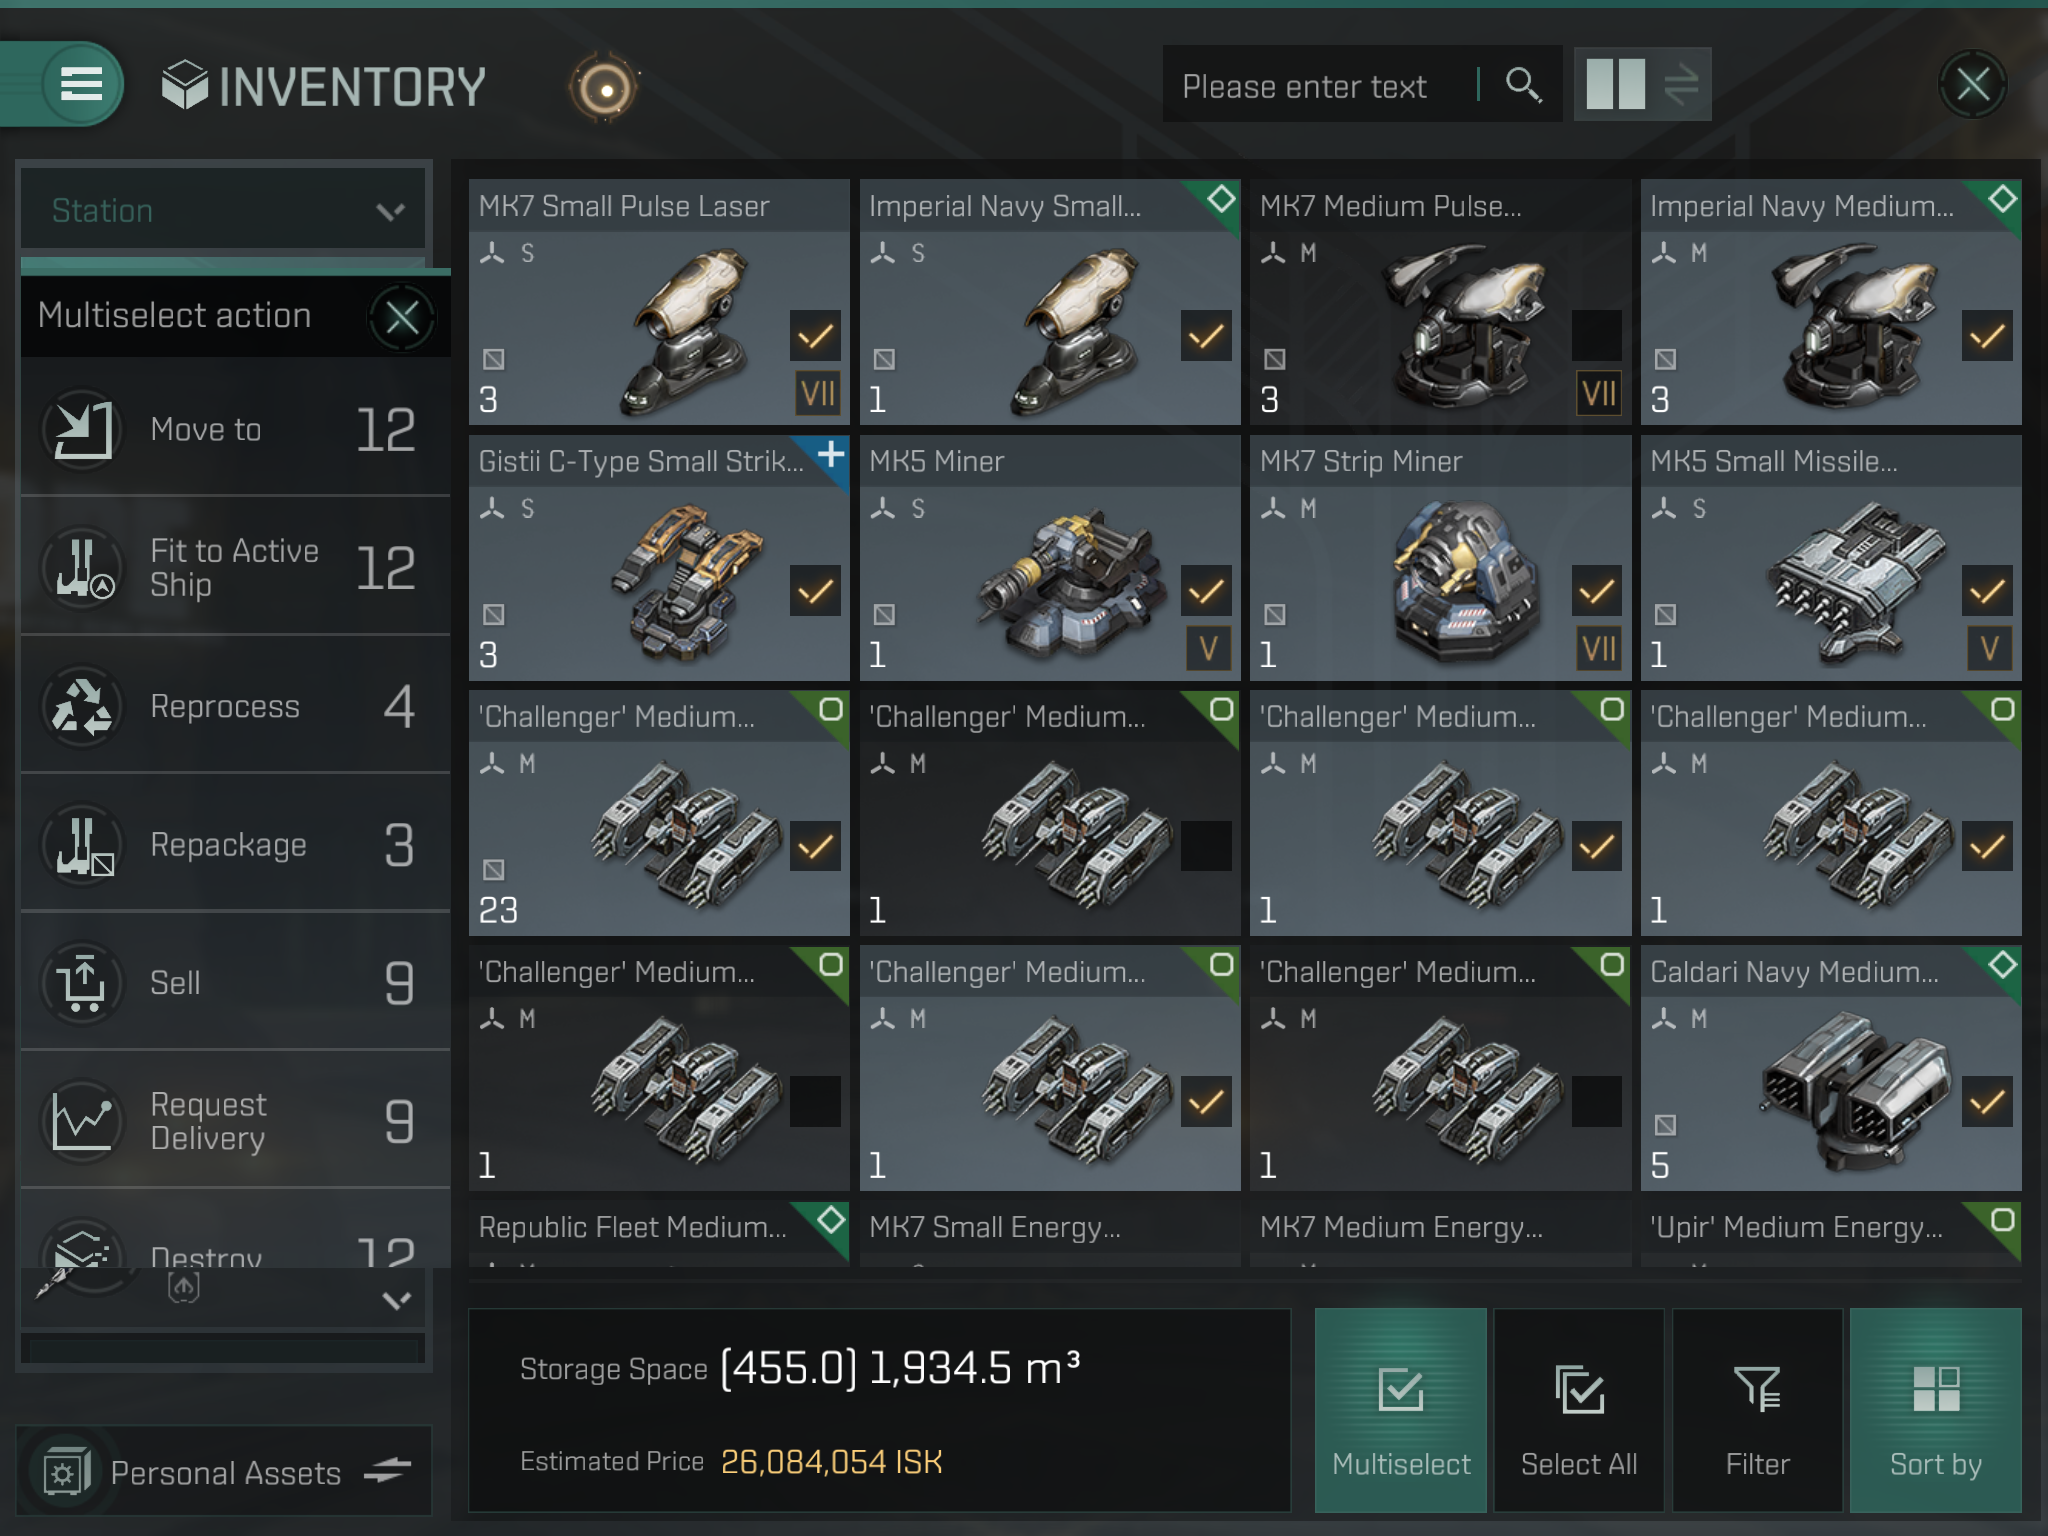 INVENTORY
Please enter text
Station
Multiselect action
Move to 12
Fit to Active
Ship
12
Reprocess 4
Repackage 3
Sell 9
Request
Delivery
9
Destroy 12
Personal Assets
MK7 Small Pulse Laser
S
3
VII
Imperial Navy Small...
S
1
MK7 Medium Pulse...
M
3
VII
Imperial Navy Medium...
M
3
Gistii C-Type Small Strik...
S
3
MK5 Miner
S
1
V
MK7 Strip Miner
M
1
VII
MK5 Small Missile...
S
1
V
'Challenger' Medium...
M
23
'Challenger' Medium...
M
1
'Challenger' Medium...
M
1
'Challenger' Medium...
M
1
'Challenger' Medium...
M
1
'Challenger' Medium...
M
1
'Challenger' Medium...
M
1
Caldari Navy Medium...
M
5
Republic Fleet Medium...
MK7 Small Energy...
MK7 Medium Energy...
'Upir' Medium Energy...
Storage Space (455.0) 1,934.5 m³
Estimated Price 26,084,054 ISK
Multiselect
Select All
Filter
Sort by